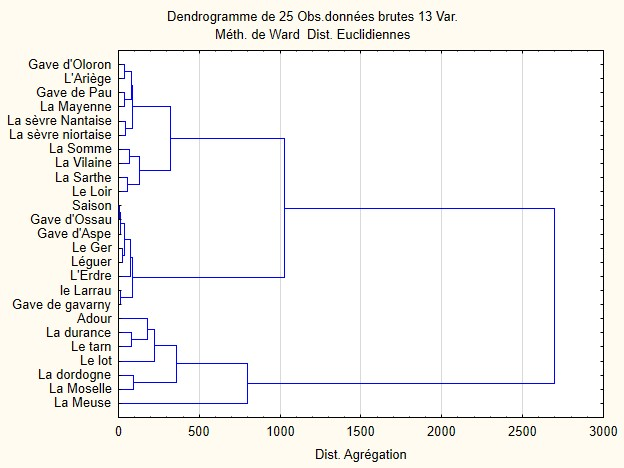 Dendrogramme de 25 Obs.données brutes 13 Var.
Méth. de Ward  Dist. Euclidiennes
Gave d'Oloron
L'Ariège
Gave de Pau
La Mayenne
La sèvre Nantaise
La sèvre niortaise
La Somme
La Vilaine
La Sarthe
Le Loir
Saison
Gave d'Ossau
Gave d'Aspe
Le Ger
Léguer
L'Erdre
le Larrau
Gave de gavarny
Adour
La durance
Le tarn
Le lot
La dordogne
La Moselle
La Meuse
0 500 1000 1500 2000 2500 3000
Dist. Agrégation